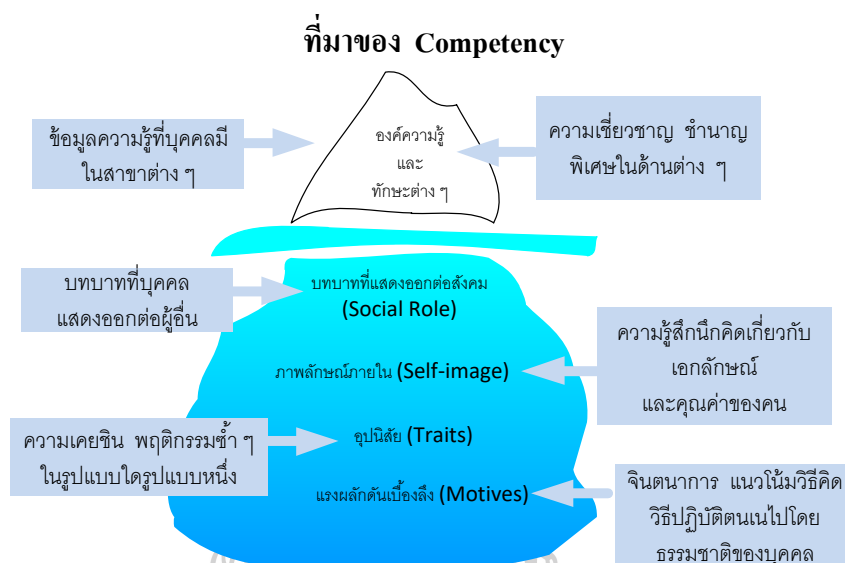 ที่มาของ Competency
ข้อมูลความรู้ที่บุคคลมี
ในสาขาต่าง ๆ
องค์ความรู้
และ
ทักษะต่าง ๆ
ความเชี่ยวชาญ ชำนาญ
พิเศษในด้านต่าง ๆ
บทบาทที่บุคคล
แสดงออกต่อผู้อื่น
บทบาทที่แสดงออกต่อสังคม
(Social Role)
ภาพลักษณ์ภายใน (Self-image)
ความรู้สึกนึกคิดเกี่ยวกับ
เอกลักษณ์
และคุณค่าของคน
ความเคยชิน พฤติกรรมซ้ำ ๆ
ในรูปแบบใดรูปแบบหนึ่ง
อุปนิสัย (Traits)
แรงผลักดันเบื้องลึง (Motives)
จินตนาการ แนวโน้มวิธีคิด
วิธีปฏิบัติตนเนไปโดย
ธรรมชาติของบุคคล